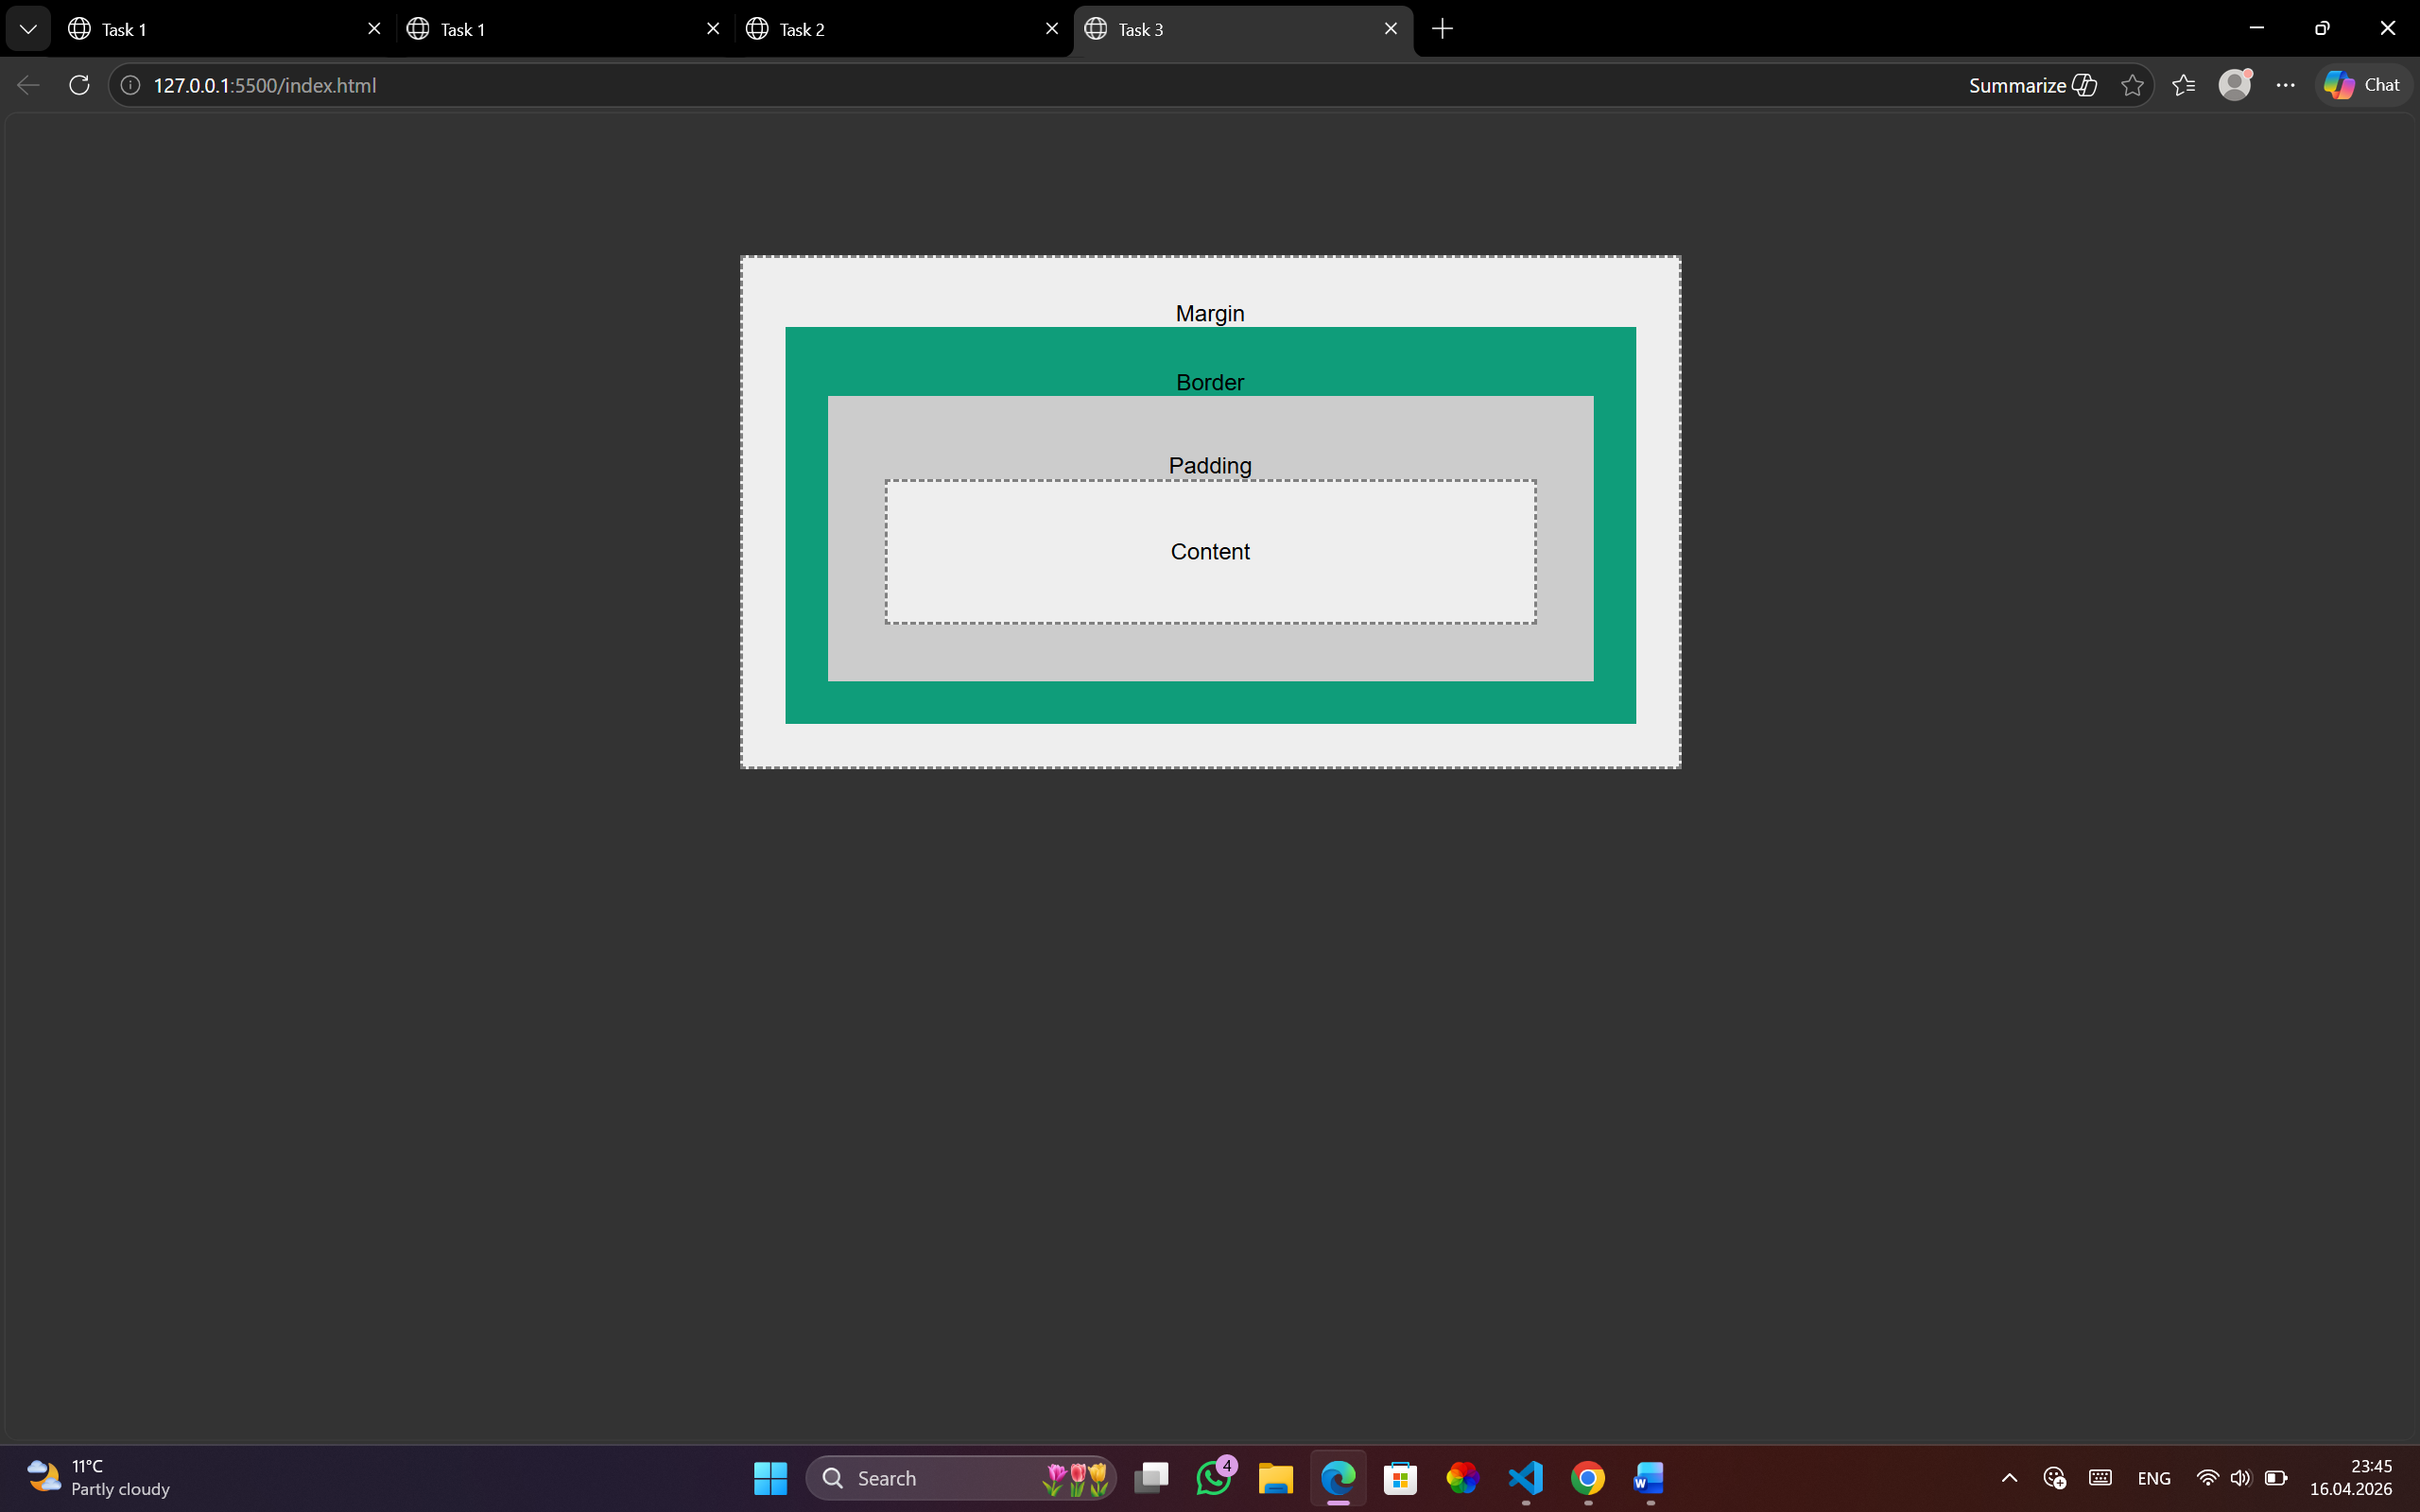 Task 1
Task 1
Task 2
Task 3
127.0.0.1:5500/index.html
Summarize
Chat
Margin
Border
Padding
Content
11°C
Partly cloudy
Search
4
W
ENG
23:45
16.04.2026